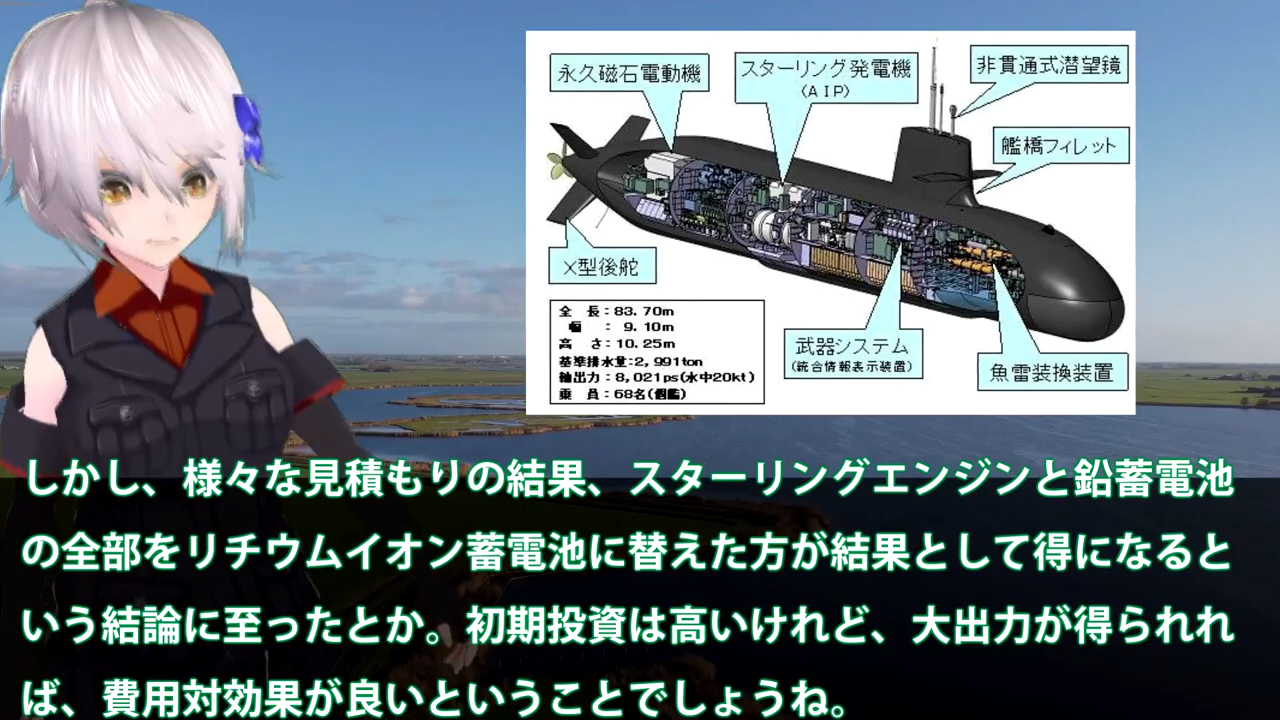 永久磁石電動機
スターリング発電機
(AIP)
非貫通式潜望鏡
艦橋フィレット
X型後舵
全 長:83.70m
幅 : 9.10m
高 さ:10.25m
基準排水量:2,991ton
軸出力:8,021ps(水中20kt)
乗 員:68名(個艦)
武器システム
(統合情報表示装置)
魚雷装換装置
しかし、様々な見積もりの結果、スターリングエンジンと鉛蓄電池
の全部をリチウムイオン蓄電池に替えた方が結果として得になると
いう結論に至ったとか。初期投資は高いけれど、大出力が得られれ
ば、費用対効果が良いということでしょうね。